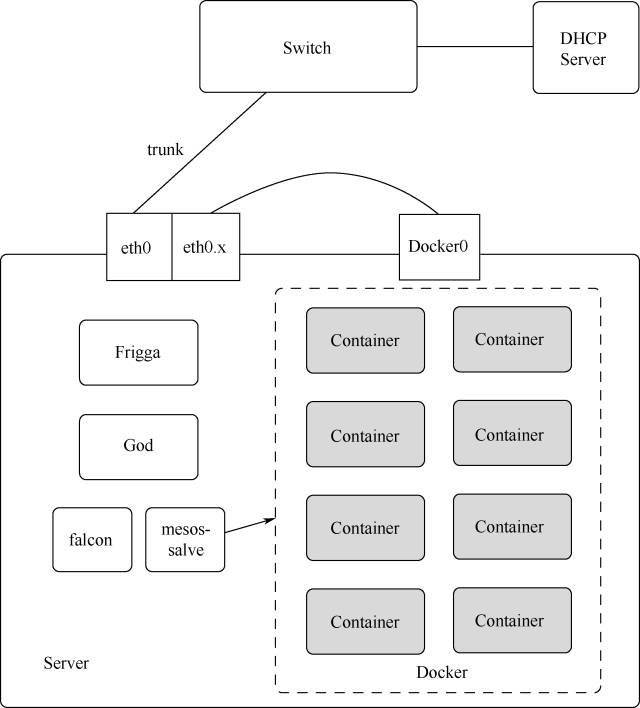 Switch
DHCP
Server
trunk
eth0
eth0.x
Docker0
Frigga
Container
Container
God
Container
Container
falcon
mesos-
salve
Container
Container
Container
Container
Server
Docker